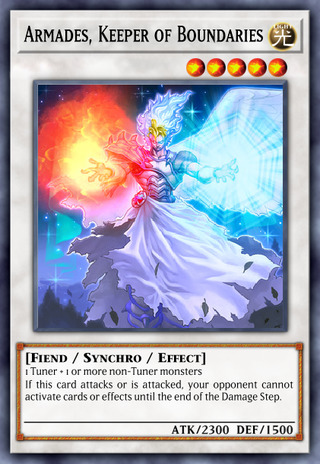 Armades, Keeper of Boundaries
LIGHT
光
[Fiend / Synchro / Effect]
1 Tuner + 1 or more non-Tuner monsters
If this card attacks or is attacked, your opponent cannot
activate cards or effects until the end of the Damage Step.
ATK/2300 DEF/1500